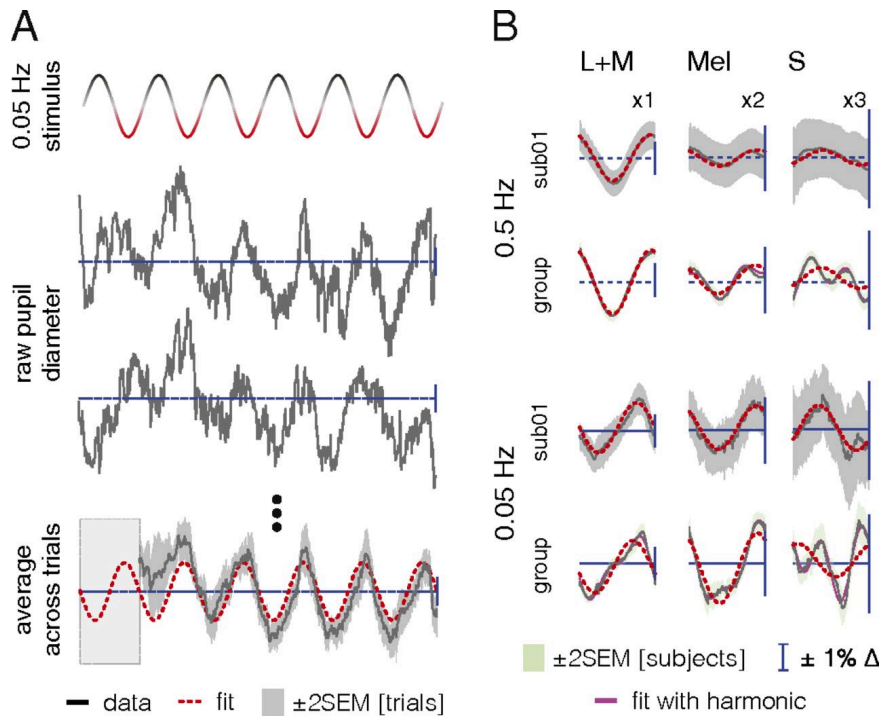 A
0.05 Hz
stimulus
raw pupil
diameter
average
across trials
data
fit
±2SEM [trials]
B
L+M
Mel
S
x1
x2
x3
0.5 Hz
sub01
group
0.05 Hz
sub01
group
±2SEM [subjects]
± 1% Δ
fit with harmonic